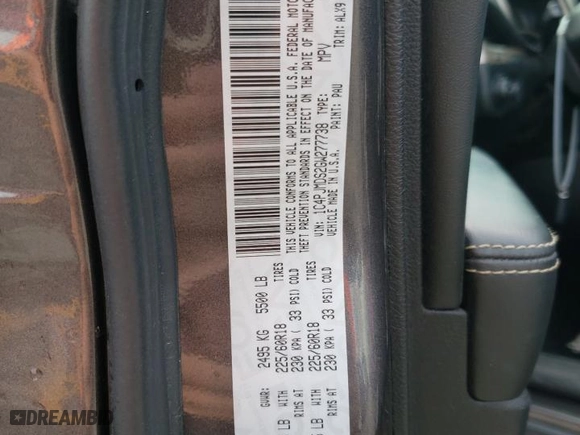 GVWR: 2495 KG 5500 LB
LB WITH 225/60R18 TIRES
RIMS AT 230 KPA ( 33 PSI) COLD
LB WITH 225/60R18 TIRES
RIMS AT 230 KPA ( 33 PSI) COLD
THIS VEHICLE CONFORMS TO ALL APPLICABLE U.S.A. FEDERAL MOTOR
THEFT PREVENTION STANDARDS IN EFFECT ON THE DATE OF MANUFAC
VIN: 1C4PJMDS2GW277738 TYPE: MPV
VEHICLE MADE IN U.S.A. PAINT: PAU TRIM: ALX9
DREAMBID